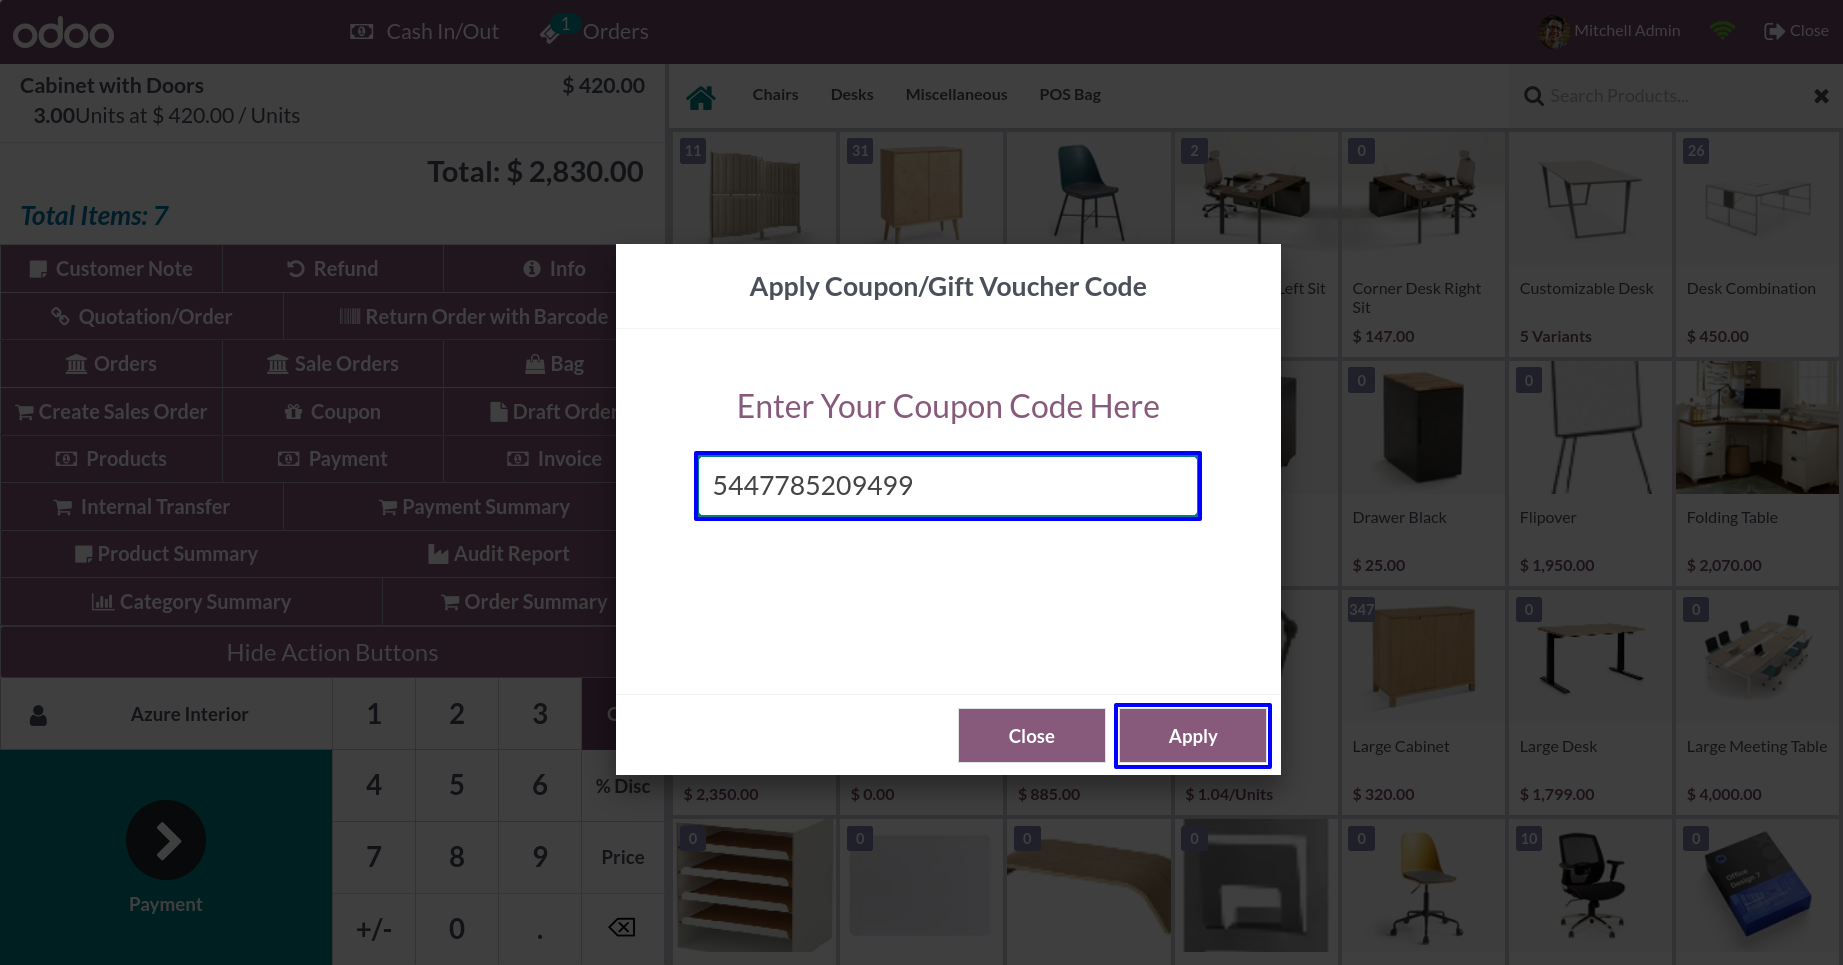 odoo
Cash In/Out
1
Orders
Mitchell Admin
Close
Cabinet with Doors
$ 420.00
3.00Units at $ 420.00 / Units
Total: $ 2,830.00
Total Items: 7
Customer Note
Refund
Info
Quotation/Order
Return Order with Barcode
Orders
Sale Orders
Bag
Create Sales Order
Coupon
Products
Payment
Invoice
Internal Transfer
Payment Summary
Product Summary
Audit Report
Category Summary
Order Summary
Hide Action Buttons
Azure Interior
1
2
3
4
5
6
% Disc
7
8
9
Price
+/-
0
.
Payment
Chairs
Desks
Miscellaneous
POS Bag
Search Products...
11
31
2
0
26
Left Sit
Corner Desk Right
Sit
$ 147.00
Customizable Desk
5 Variants
Desk Combination
$ 450.00
0
0
Drawer Black
$ 25.00
Flipover
$ 1,950.00
Folding Table
$ 2,070.00
347
0
0
$ 2,350.00
$ 0.00
$ 885.00
$ 1.04/Units
Large Cabinet
$ 320.00
Large Desk
$ 1,799.00
Large Meeting Table
$ 4,000.00
0
0
0
0
0
10
0
Office
Design 7
Apply Coupon/Gift Voucher Code
Enter Your Coupon Code Here
5447785209499
Close
Apply